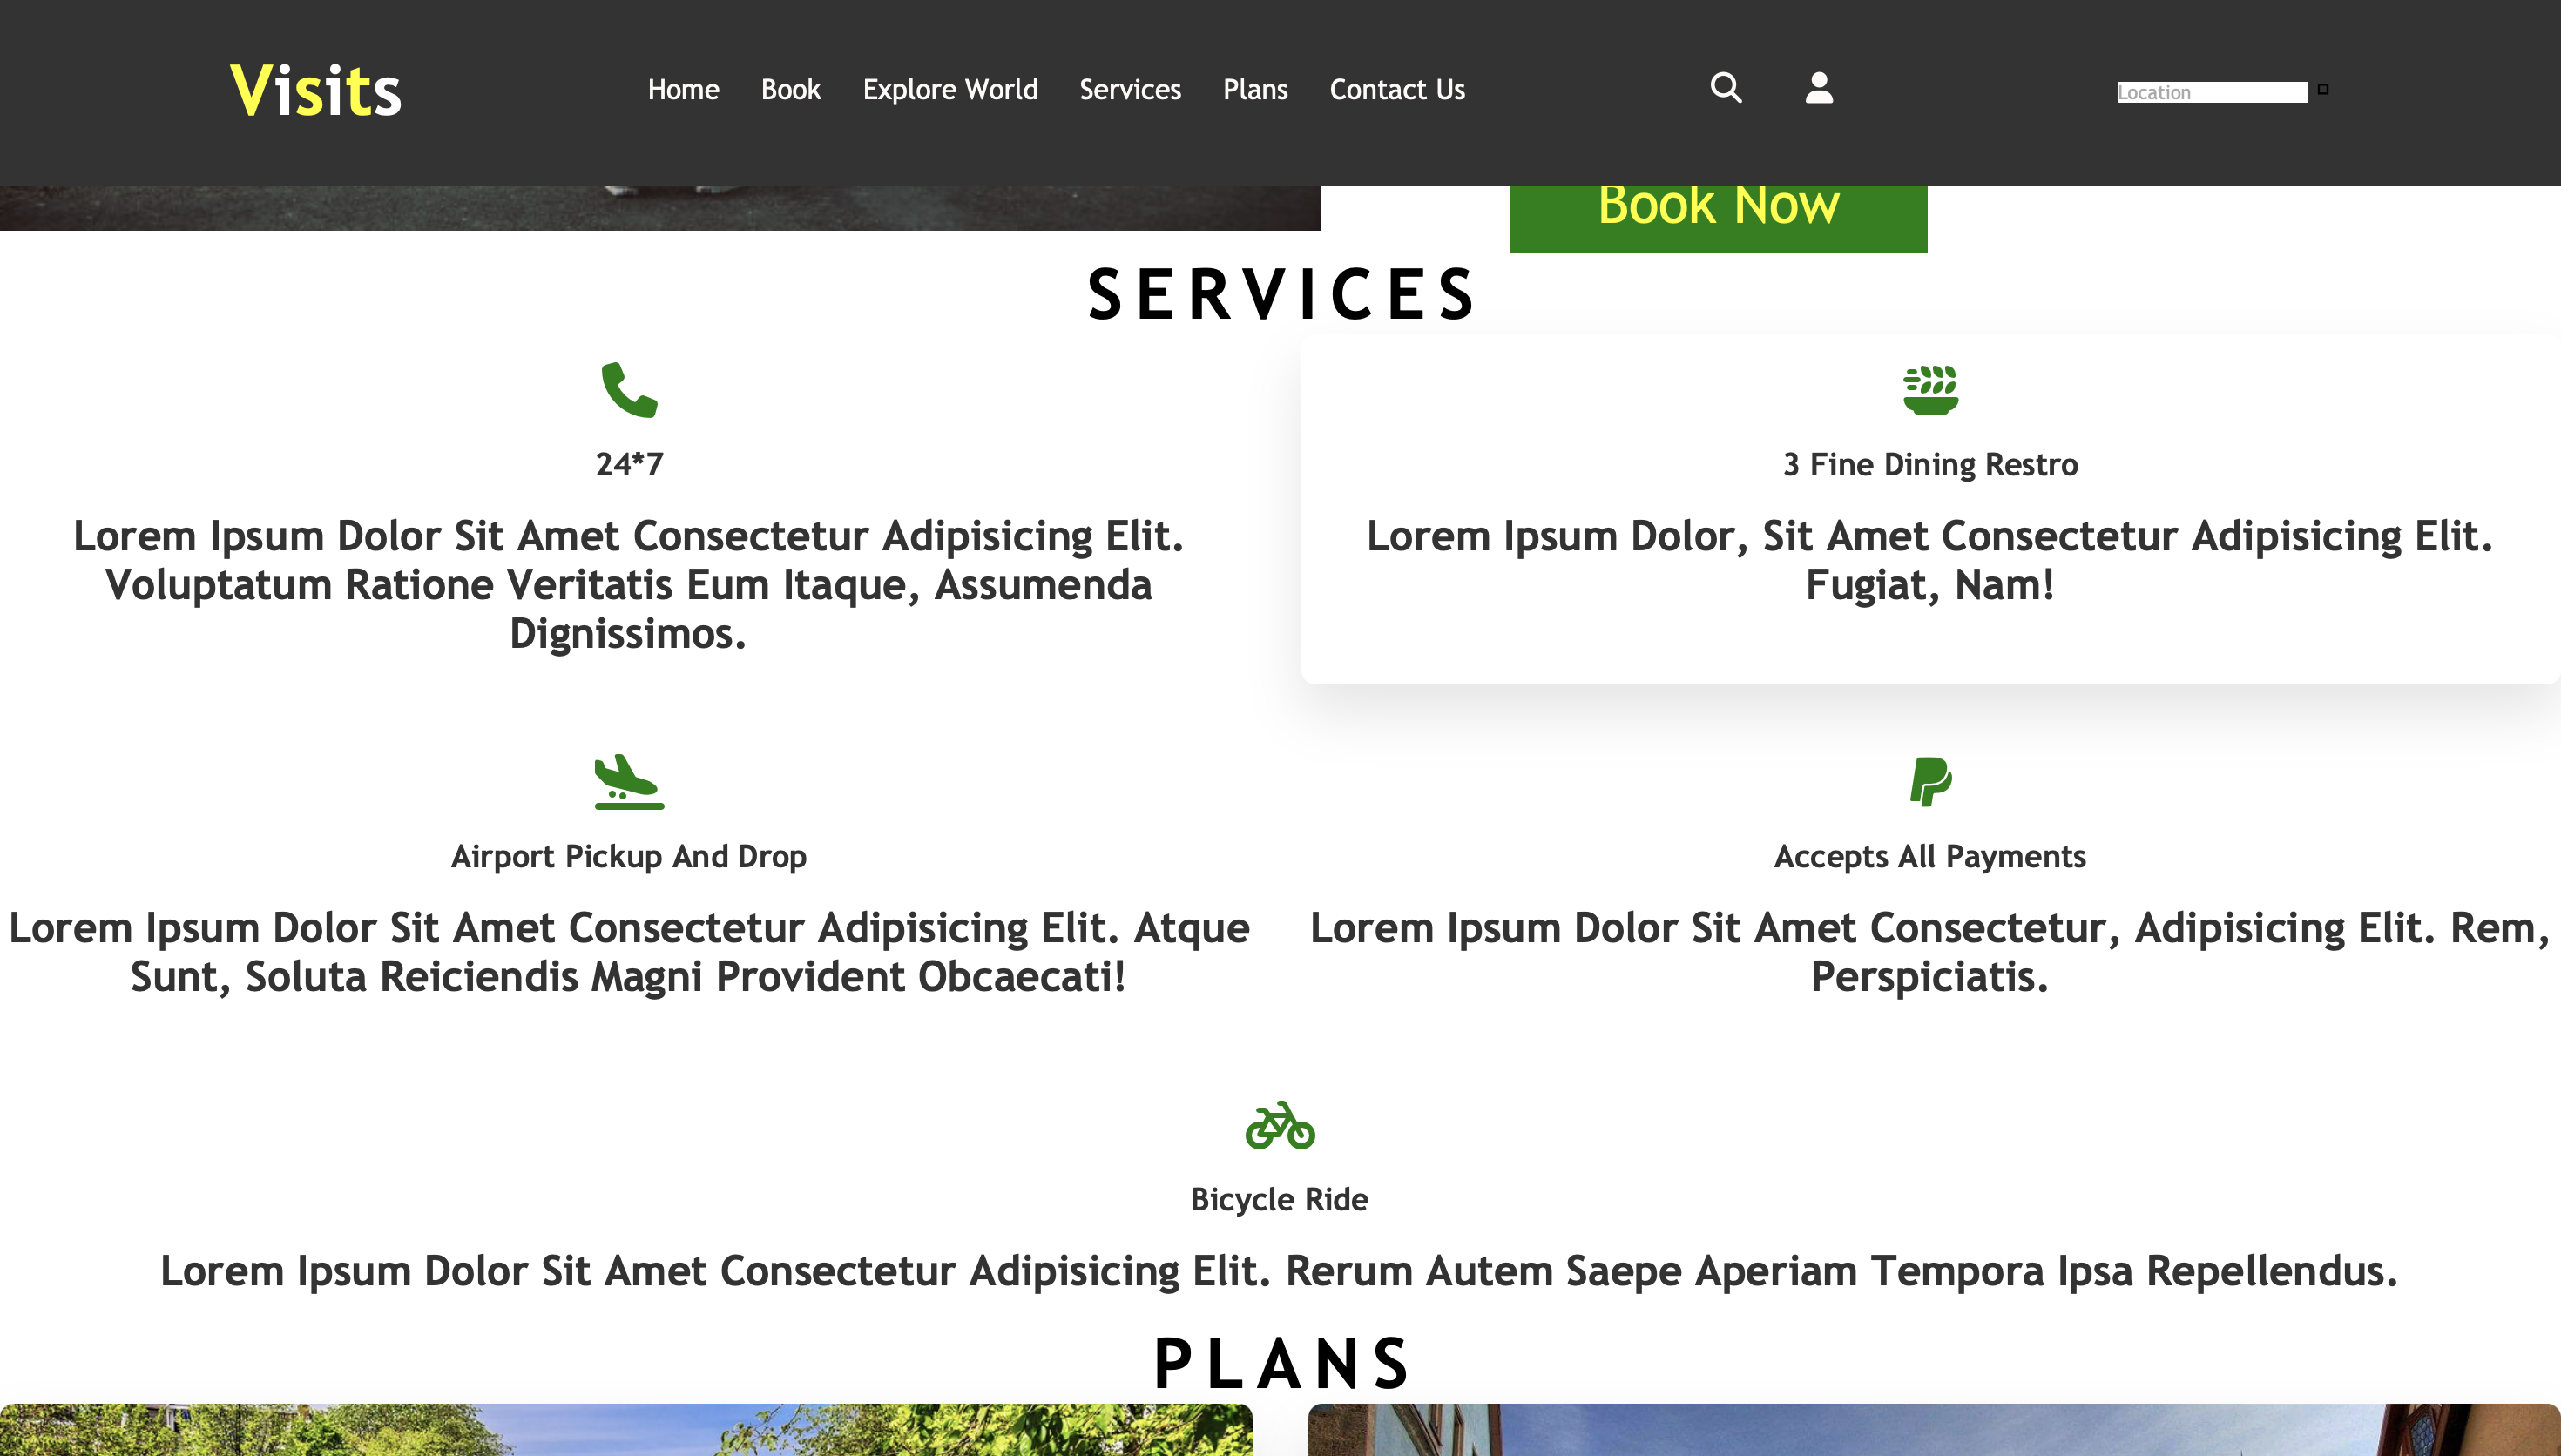 Visits
Home Book Explore World Services Plans Contact Us
Location
Book Now
SERVICES
24*7
Lorem Ipsum Dolor Sit Amet Consectetur Adipisicing Elit.
Voluptatum Ratione Veritatis Eum Itaque, Assumenda
Dignissimos.
3 Fine Dining Restro
Lorem Ipsum Dolor, Sit Amet Consectetur Adipisicing Elit.
Fugiat, Nam!
Airport Pickup And Drop
Lorem Ipsum Dolor Sit Amet Consectetur Adipisicing Elit. Atque
Sunt, Soluta Reiciendis Magni Provident Obcaecati!
Accepts All Payments
Lorem Ipsum Dolor Sit Amet Consectetur, Adipisicing Elit. Rem,
Perspiciatis.
Bicycle Ride
Lorem Ipsum Dolor Sit Amet Consectetur Adipisicing Elit. Rerum Autem Saepe Aperiam Tempora Ipsa Repellendus.
PLANS